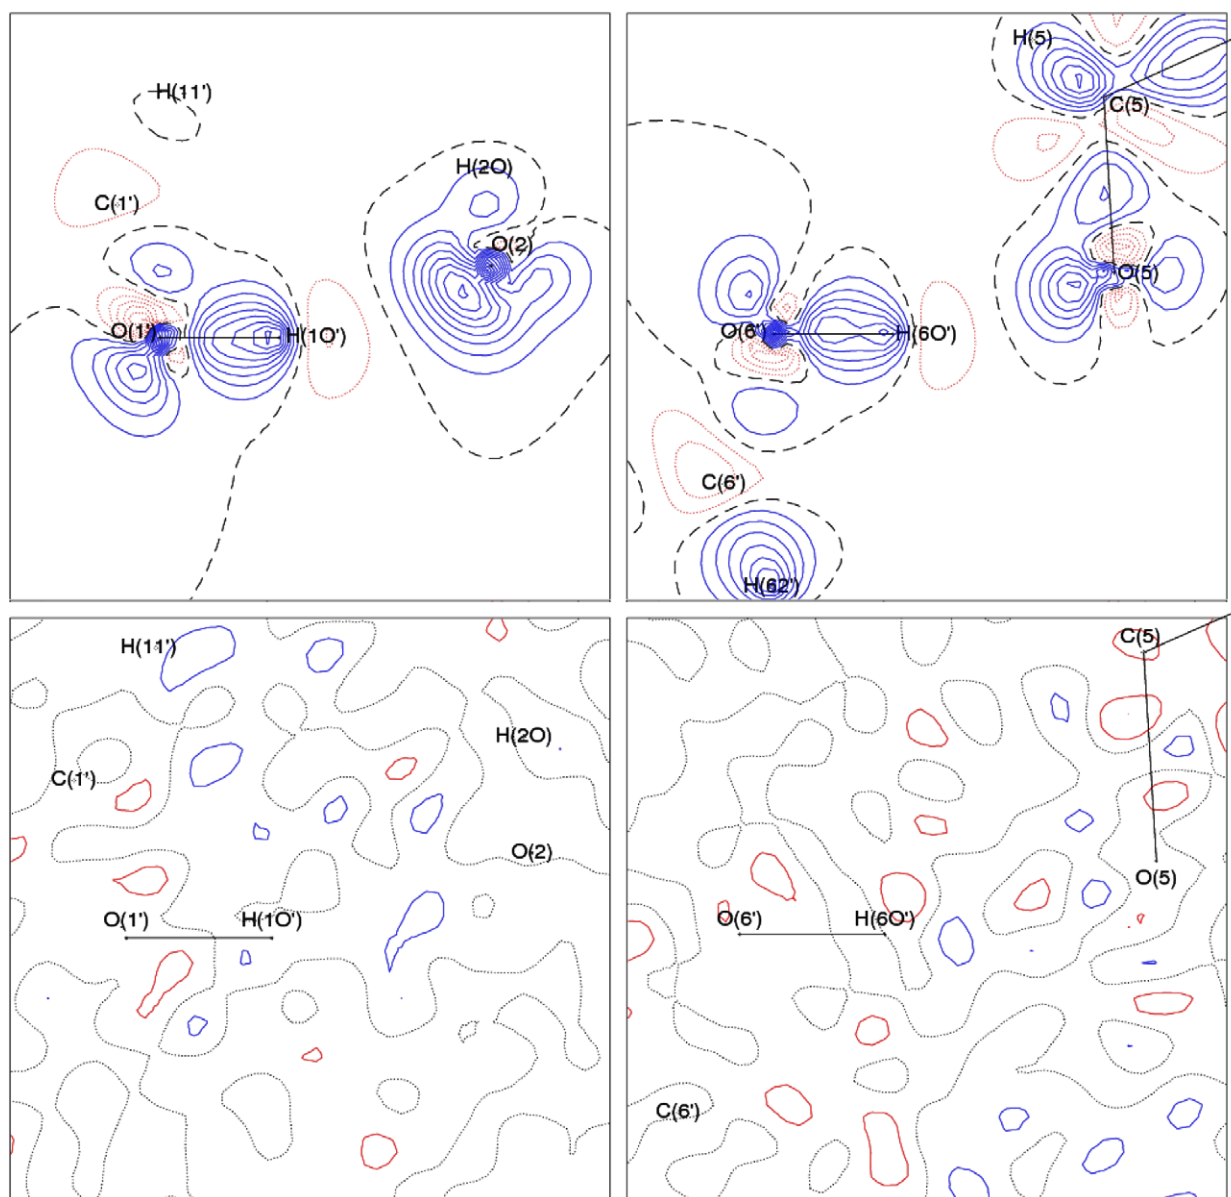 H(11')
H(2O)
C(1')
O(2)
O(1')
H(1O')
H(5)
C(5)
O(5)
O(6')
H(6O')
C(6')
H(62')
H(11')
H(2O)
C(1')
O(2)
O(1')
H(1O')
C(5)
O(5)
O(6')
H(6O')
C(6')